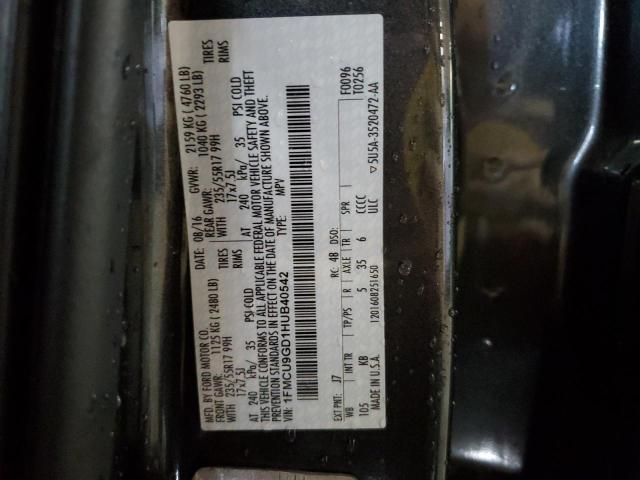 MFD. BY FORD MOTOR CO.
DATE: 08/16 GVWR: 2159 KG ( 4760 LB)
FRONT GAWR: 1125 KG ( 2480 LB) REAR GAWR: 1040 KG ( 2293 LB)
WITH 235/55R17 99H TIRES WITH 235/55R17 99H TIRES
17x7.5J RIMS 17x7.5J RIMS
AT 240 kPa/ 35 PSI COLD AT 240 kPa/ 35 PSI COLD
THIS VEHICLE CONFORMS TO ALL APPLICABLE FEDERAL MOTOR VEHICLE SAFETY AND THEFT
PREVENTION STANDARDS IN EFFECT ON THE DATE OF MANUFACTURE SHOWN ABOVE.
VIN: 1FMCU9GD1HUB40542 TYPE: MPV
F0096
T0256
EXT PNT: J7 RC: 48 DSO:
WB INT TR TP/PS R AXLE TR SPR
105 KB 5 35 6 CCCC
ULC
MADE IN U.S.A. 1201608251650
5U5A-3520472-AA